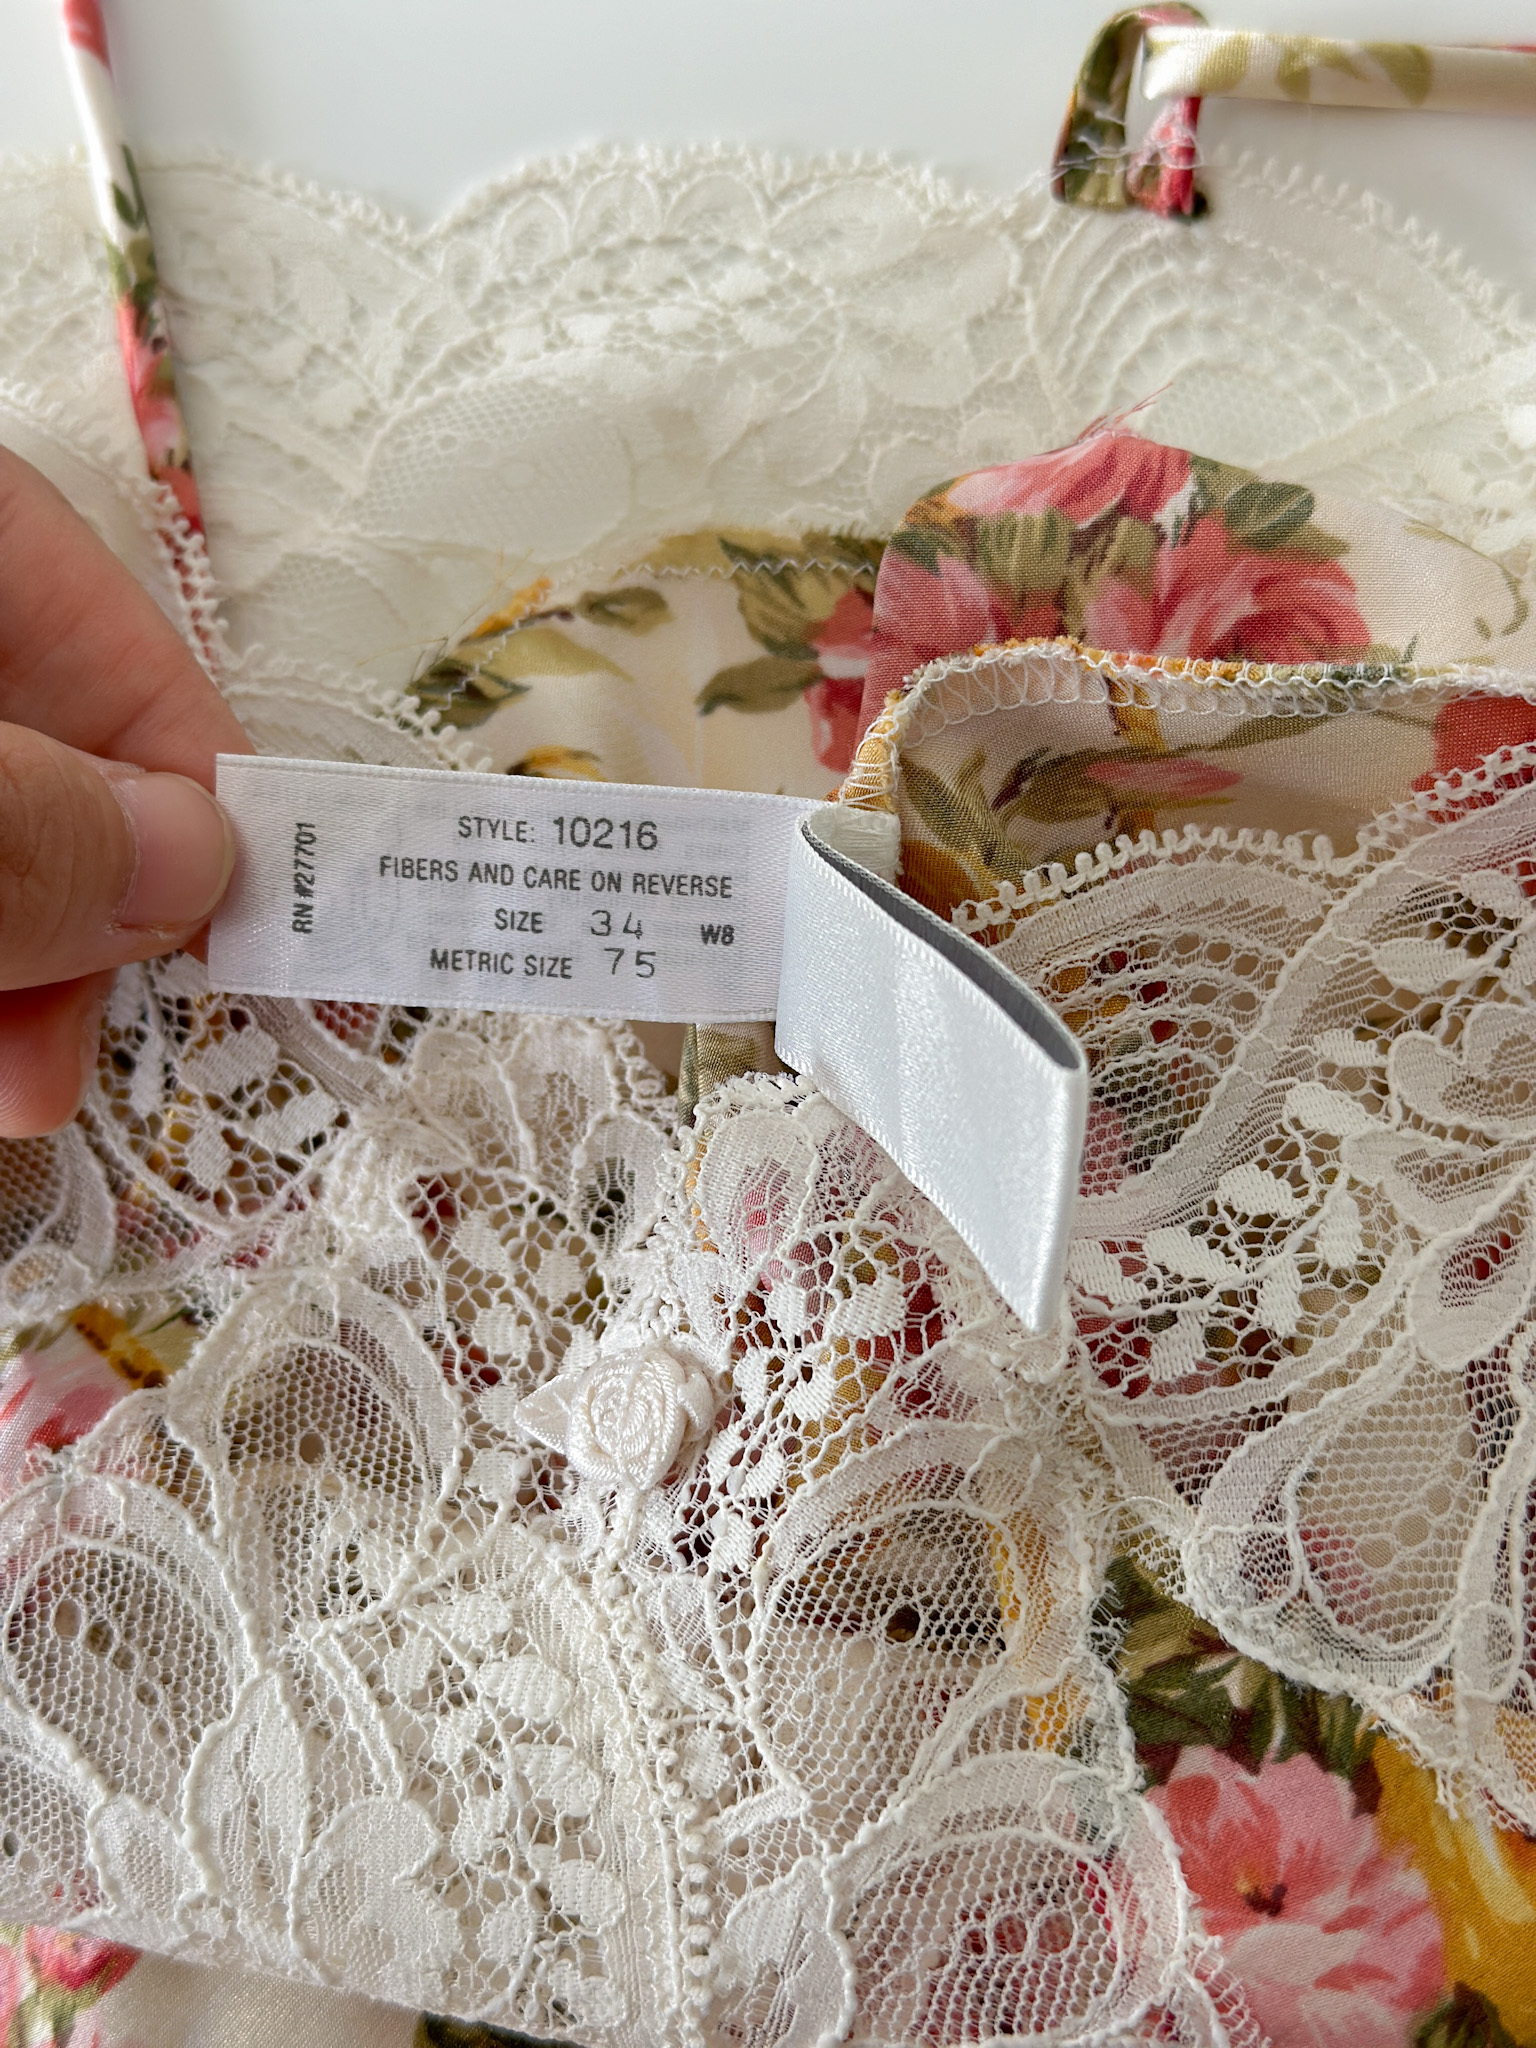 RN #27701
STYLE: 10216
FIBERS AND CARE ON REVERSE
SIZE 34 W8
METRIC SIZE 75